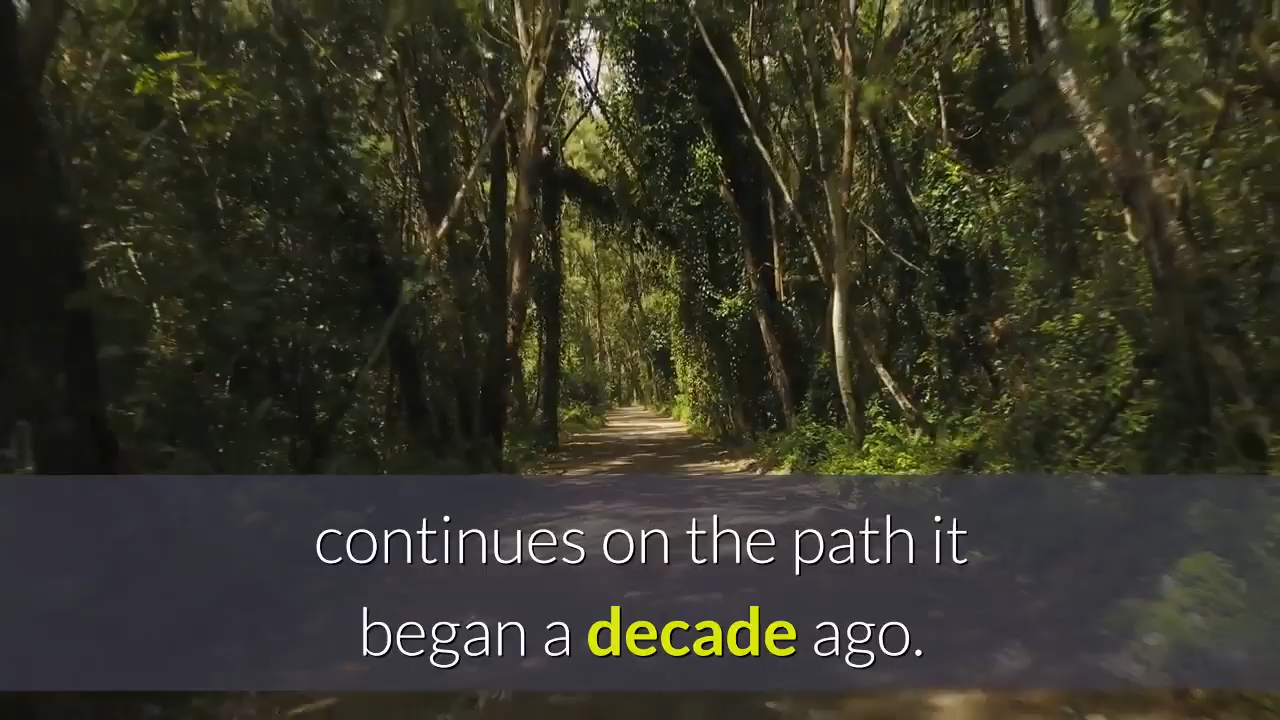 continues on the path it
began a decade ago.